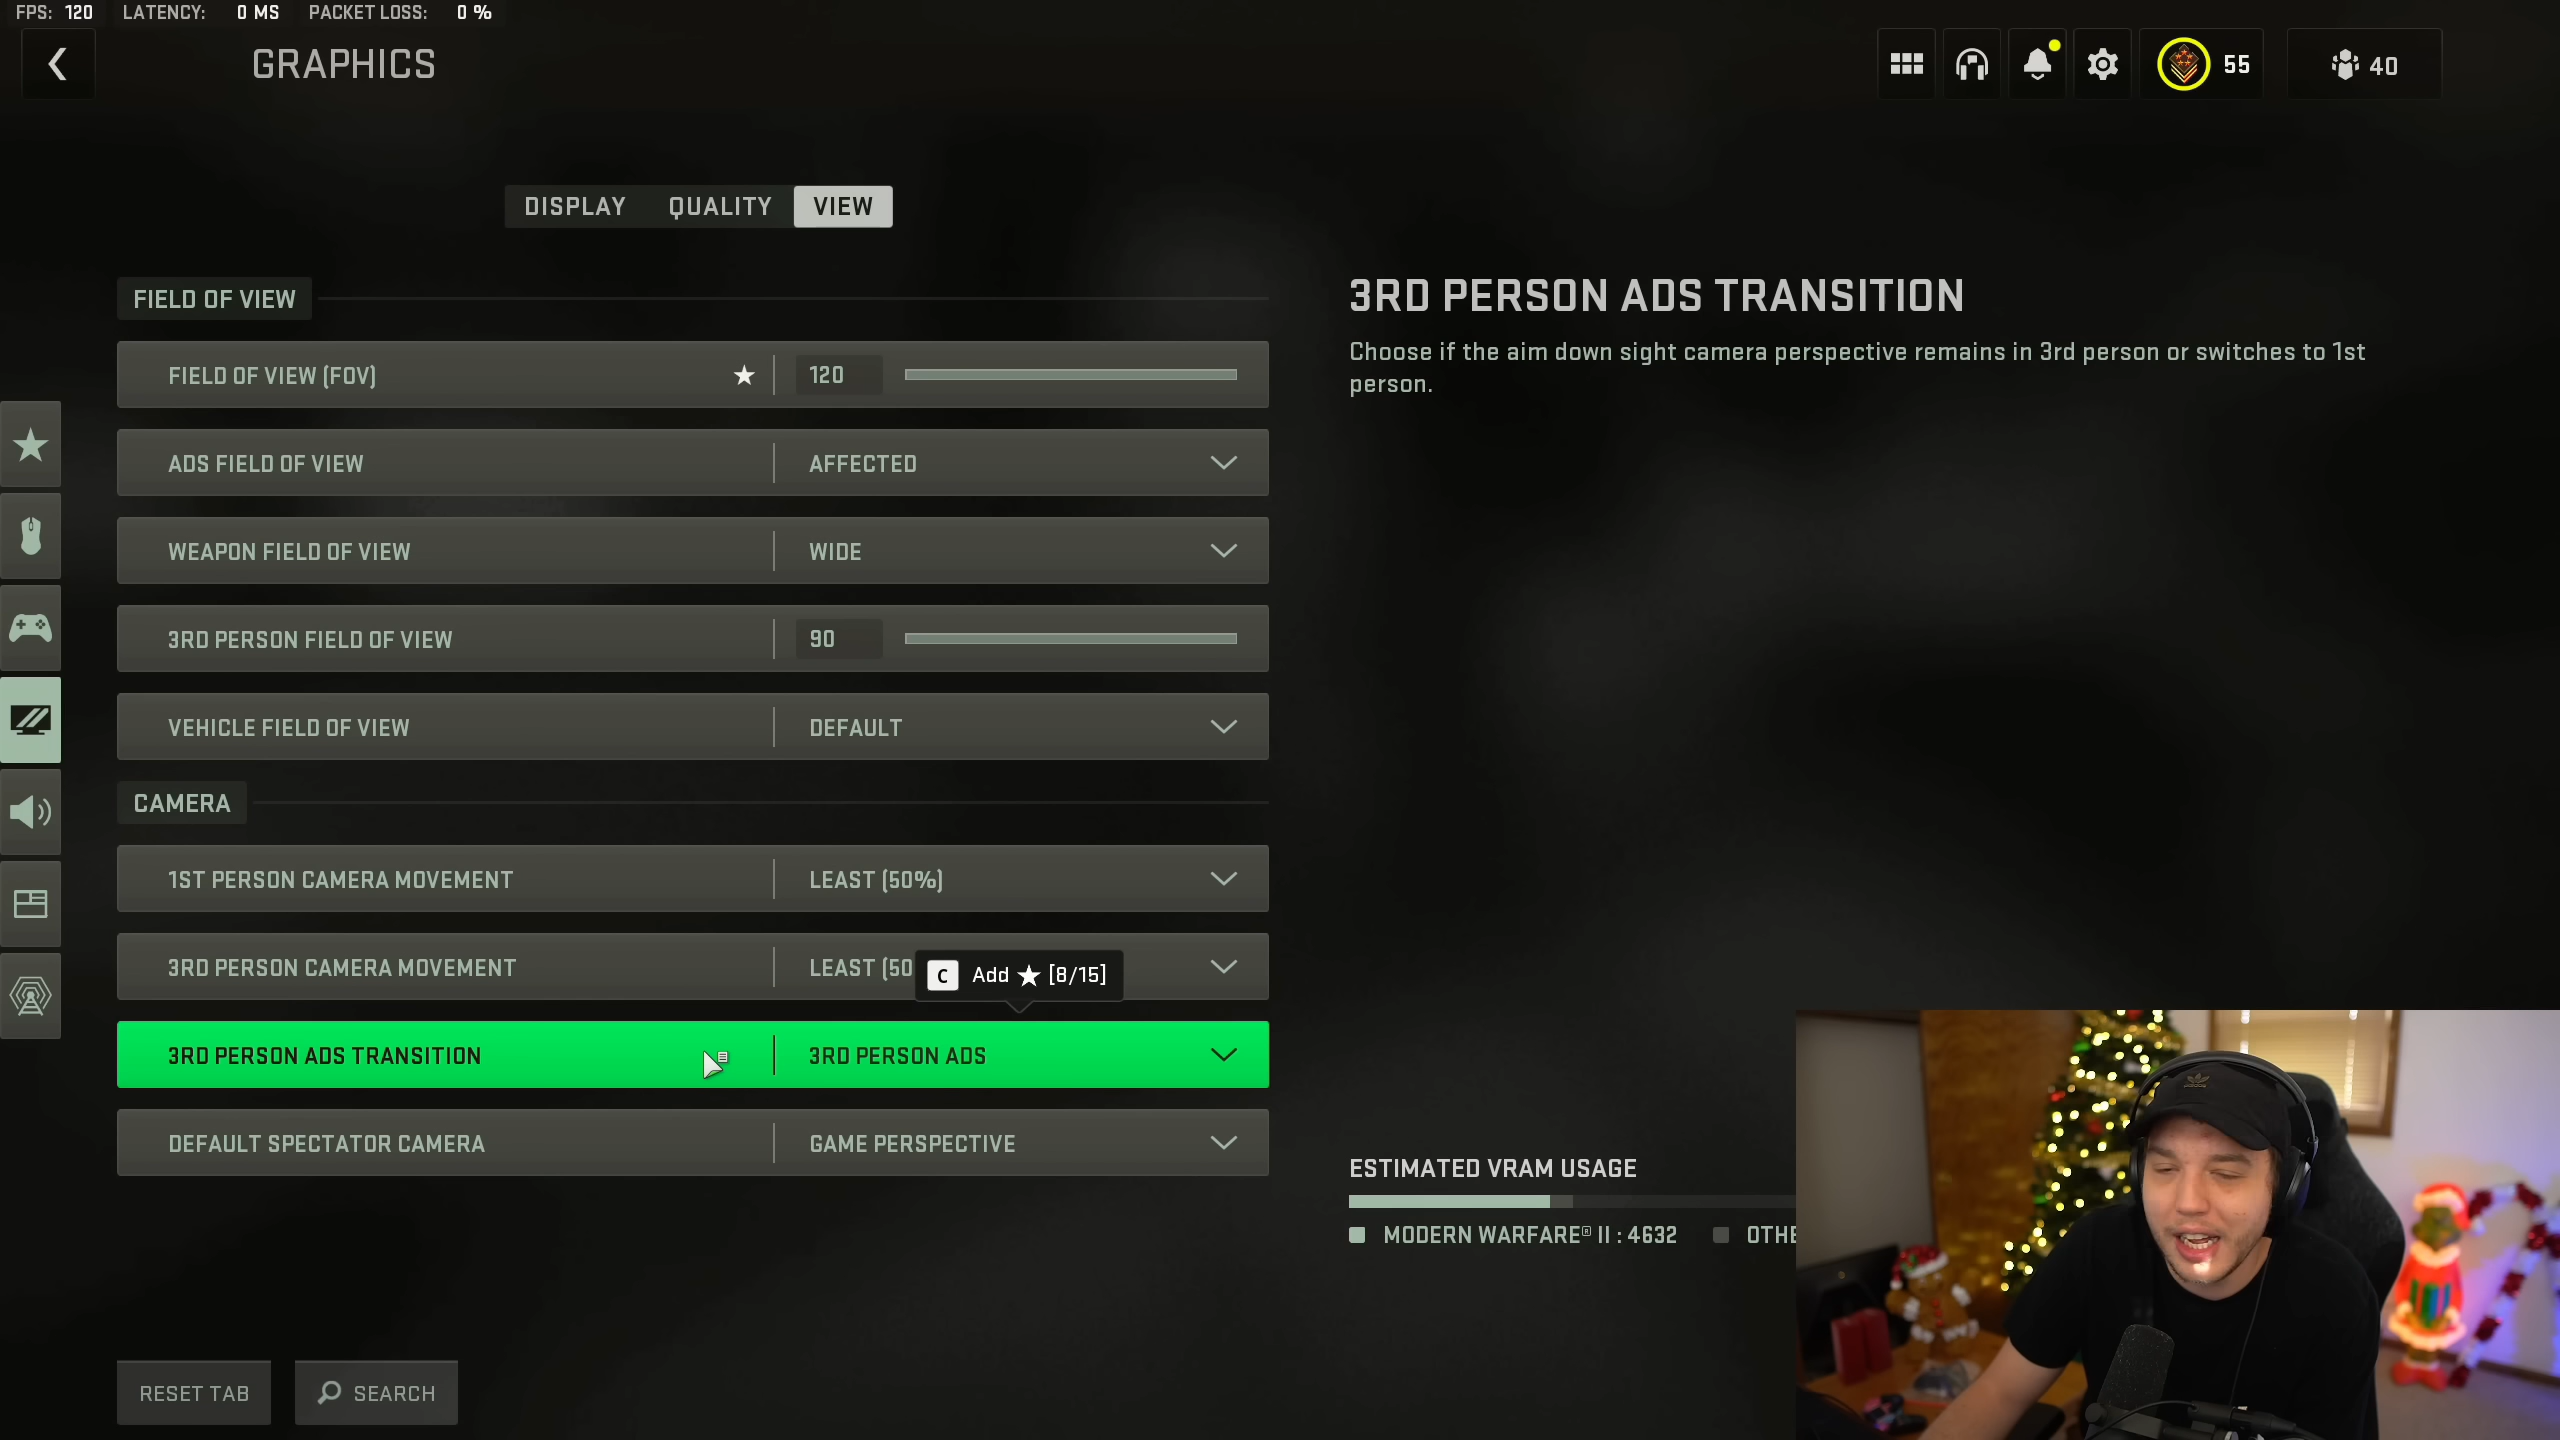 FPS: 120 LATENCY: 0 MS PACKET LOSS: 0 %
GRAPHICS
55
40
DISPLAY QUALITY VIEW
FIELD OF VIEW
FIELD OF VIEW (FOV) 120
ADS FIELD OF VIEW AFFECTED
WEAPON FIELD OF VIEW WIDE
3RD PERSON FIELD OF VIEW 90
VEHICLE FIELD OF VIEW DEFAULT
CAMERA
1ST PERSON CAMERA MOVEMENT LEAST (50%)
3RD PERSON CAMERA MOVEMENT LEAST (50
C Add ★ [8/15]
3RD PERSON ADS TRANSITION 3RD PERSON ADS
DEFAULT SPECTATOR CAMERA GAME PERSPECTIVE
RESET TAB SEARCH
3RD PERSON ADS TRANSITION
Choose if the aim down sight camera perspective remains in 3rd person or switches to 1st
person.
ESTIMATED VRAM USAGE
MODERN WARFARE® II : 4632 OTHE